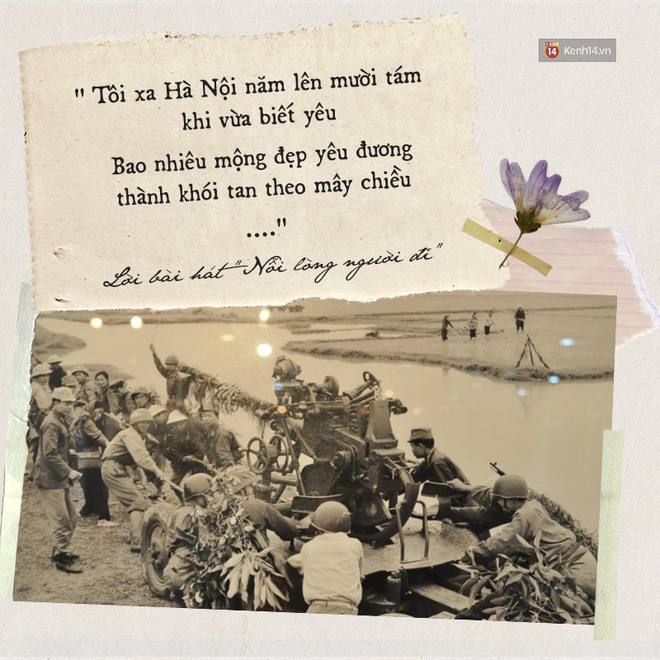 14
Kenh14.vn
" Tôi xa Hà Nội năm lên mười tám
khi vừa biết yêu
Bao nhiêu mộng đẹp yêu đương
thành khói tan theo mây chiều
...."
Lời bài hát "Nỗi lòng người đi"